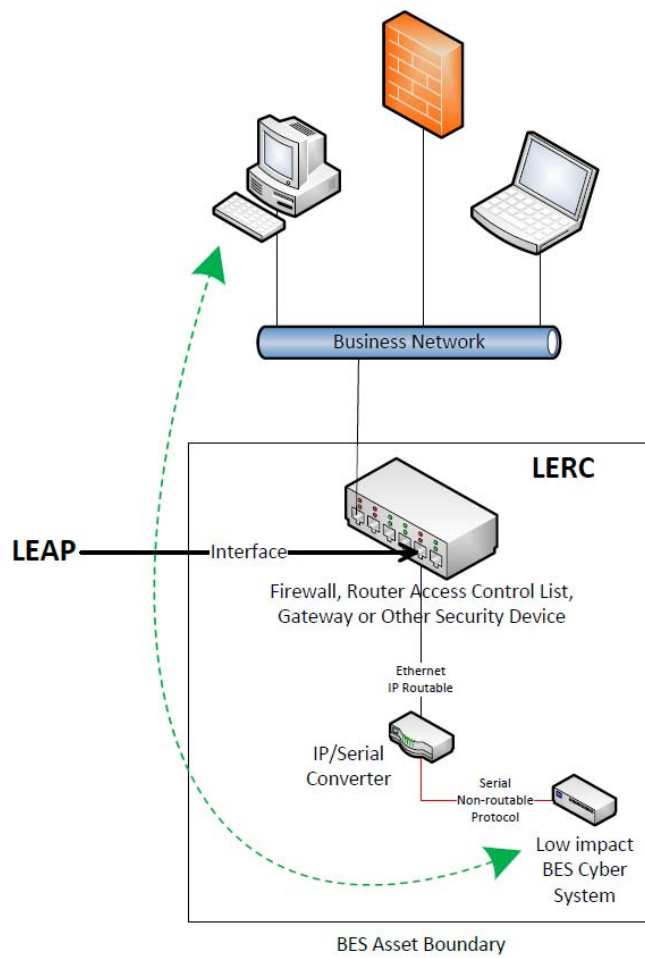 Business Network
LERC
LEAP
Interface
Firewall, Router Access Control List,
Gateway or Other Security Device
Ethernet
IP Routable
IP/Serial
Converter
Serial
Non-routable
Protocol
Low impact
BES Cyber
System
BES Asset Boundary